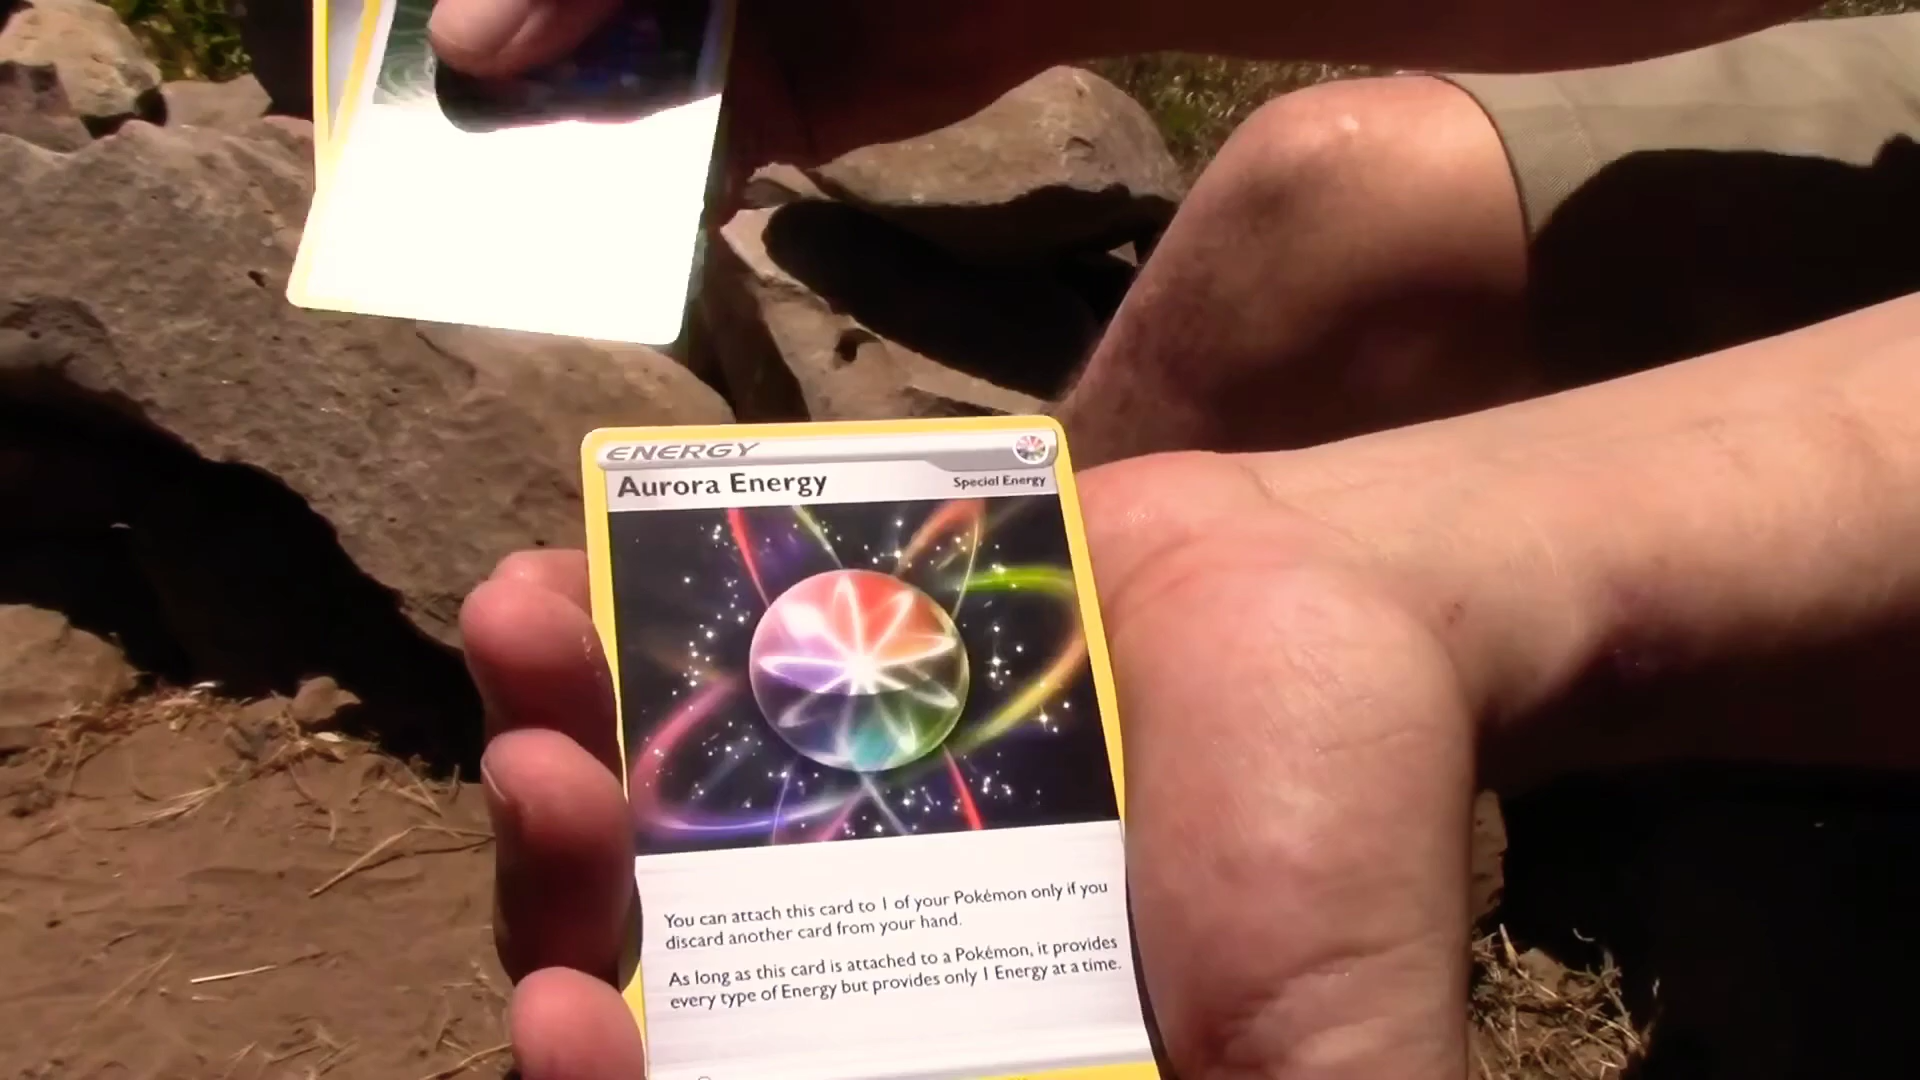 ENERGY
Aurora Energy
Special Energy
You can attach this card to 1 of your Pokémon only if you
discard another card from your hand.
As long as this card is attached to a Pokémon, it provides
every type of Energy but provides only 1 Energy at a time.